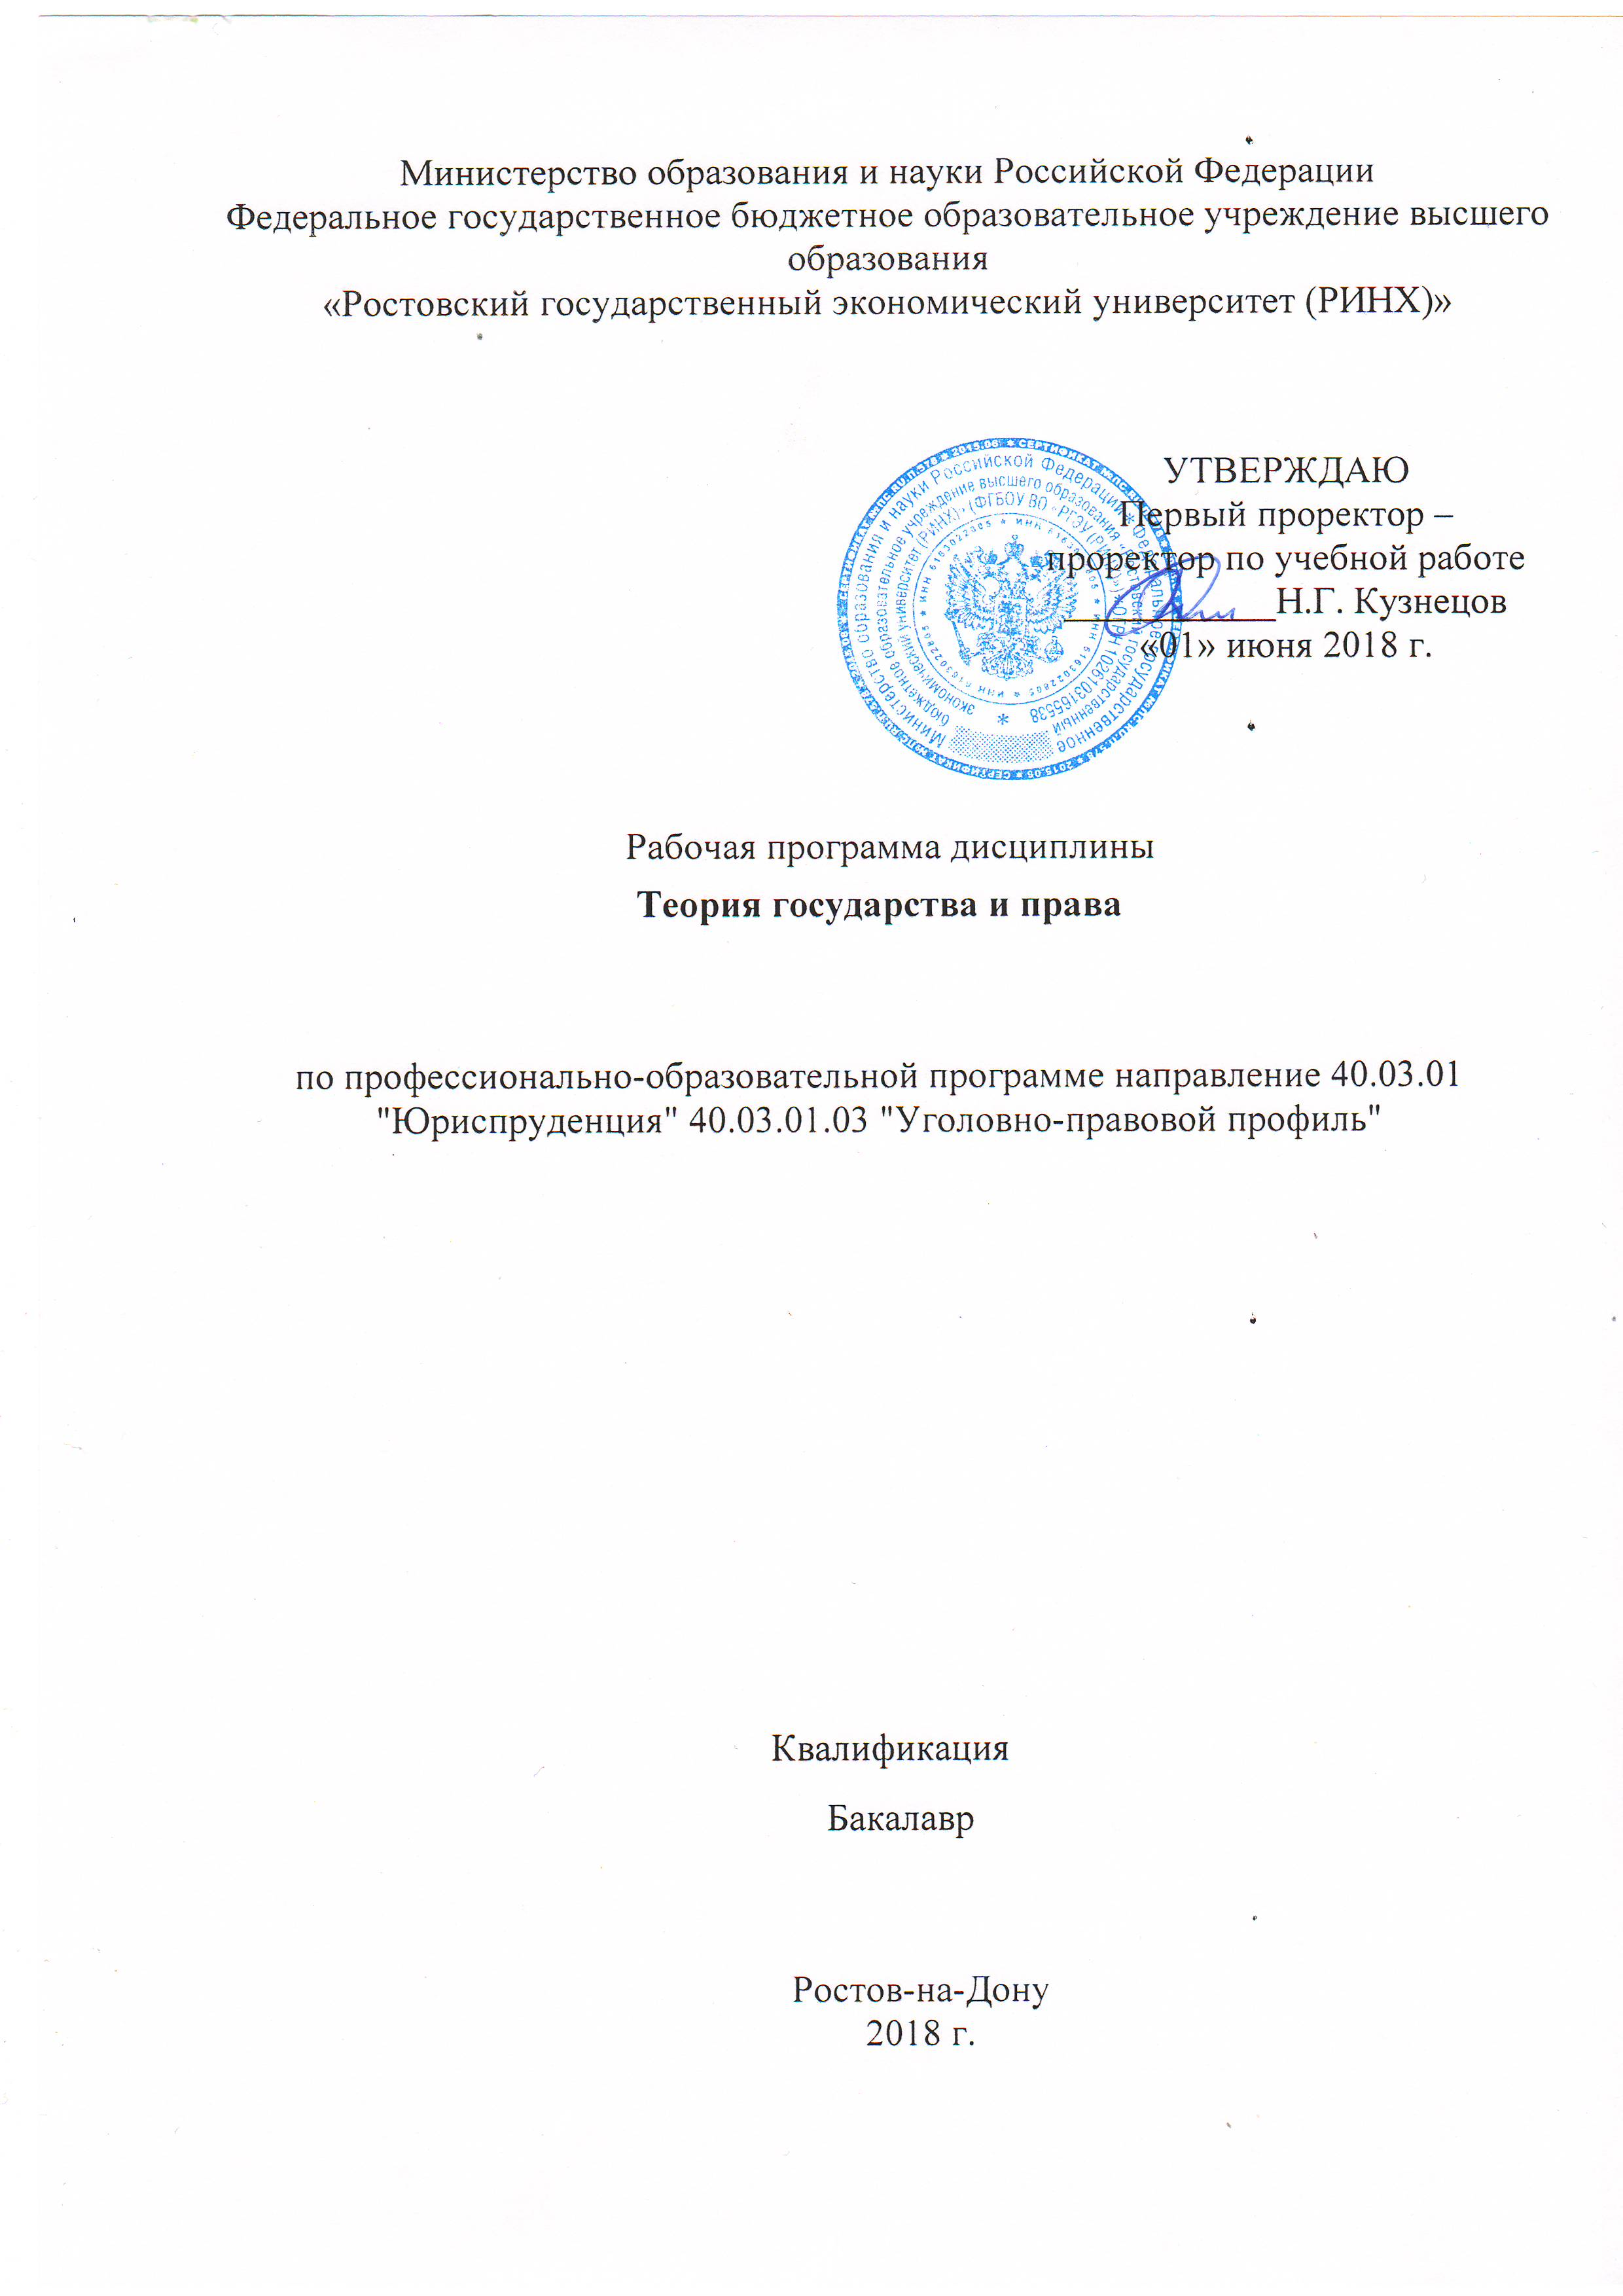 Министерство образования и науки Российской Федерации
Федеральное государственное бюджетное образовательное учреждение высшего
образования
«Ростовский государственный экономический университет (РИНХ)»
УТВЕРЖДАЮ
Первый проректор –
проректор по учебной работе
Н.Г. Кузнецов
«01» июня 2018 г.
Рабочая программа дисциплины
Теория государства и права
по профессионально-образовательной программе направление 40.03.01
"Юриспруденция" 40.03.01.03 "Уголовно-правовой профиль"
Квалификация
Бакалавр
Ростов-на-Дону
2018 г.